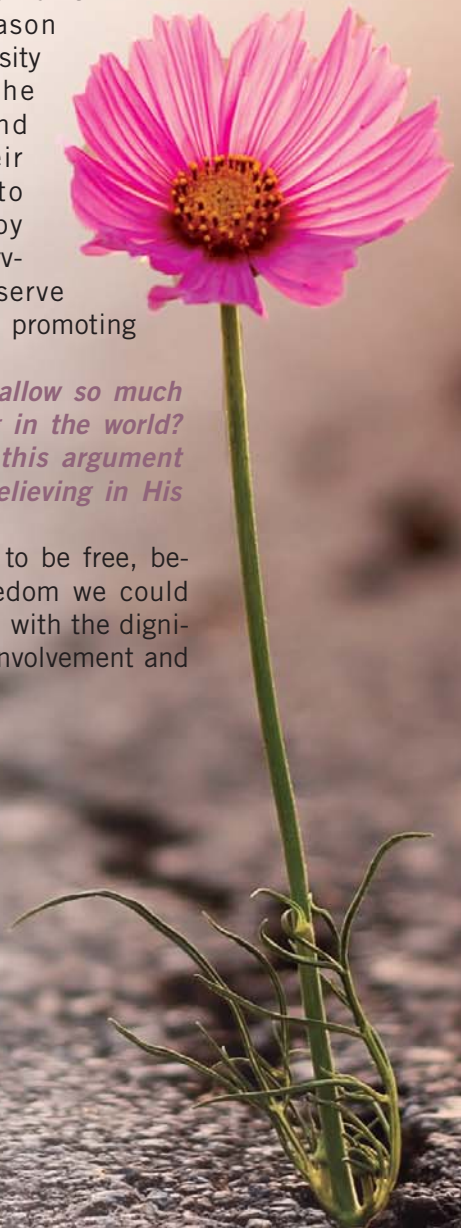 ason
sity
he
nd
eir
to
by
v-
serve
promoting
allow so much
in the world?
this argument
elieving in His
to be free, be-
edom we could
with the digni-
nvolvement and